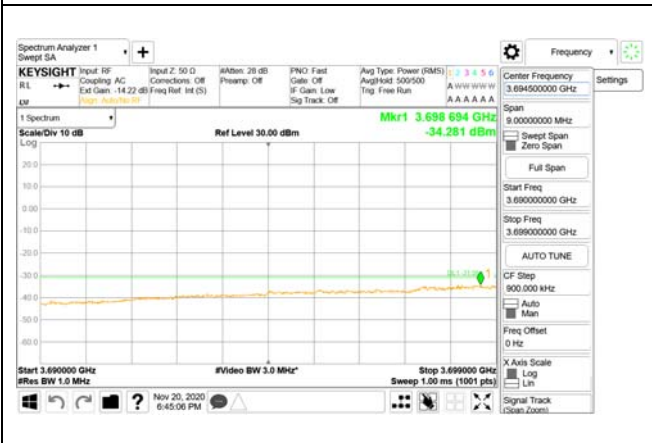 Spectrum Analyzer 1
Swept SA
Frequency
KEYSIGHT
RL
Input: RF
Coupling: AC
Ext Gain: -14.22 dB
Align: Auto/No RF
Input Z: 50 Ω
Corrections: Off
Freq Ref: Int (S)
#Atten: 28 dB
Preamp: Off
PNO: Fast
Gate: Off
IF Gain: Low
Sig Track: Off
Avg Type: Power (RMS)
Avg|Hold: 500/500
Trig: Free Run
1 2 3 4 5 6
A W W W W W
A A A A A A
1 Spectrum
Scale/Div 10 dB
Ref Level 30.00 dBm
Mkr1 3.698 694 GHz
-34.281 dBm
Log
20.0
10.0
0.00
-10.0
-20.0
-30.0
-40.0
-50.0
-60.0
1
Start 3.690000 GHz
#Res BW 1.0 MHz
#Video BW 3.0 MHz*
Stop 3.699000 GHz
Sweep 1.00 ms (1001 pts)
?
Nov 20, 2020
6:45:06 PM
Center Frequency
3.694500000 GHz
Settings
Span
9.00000000 MHz
Swept Span
Zero Span
Full Span
Start Freq
3.690000000 GHz
Stop Freq
3.699000000 GHz
AUTO TUNE
CF Step
900.000 kHz
Auto
Man
Freq Offset
0 Hz
X Axis Scale
Log
Lin
Signal Track
(Span Zoom)